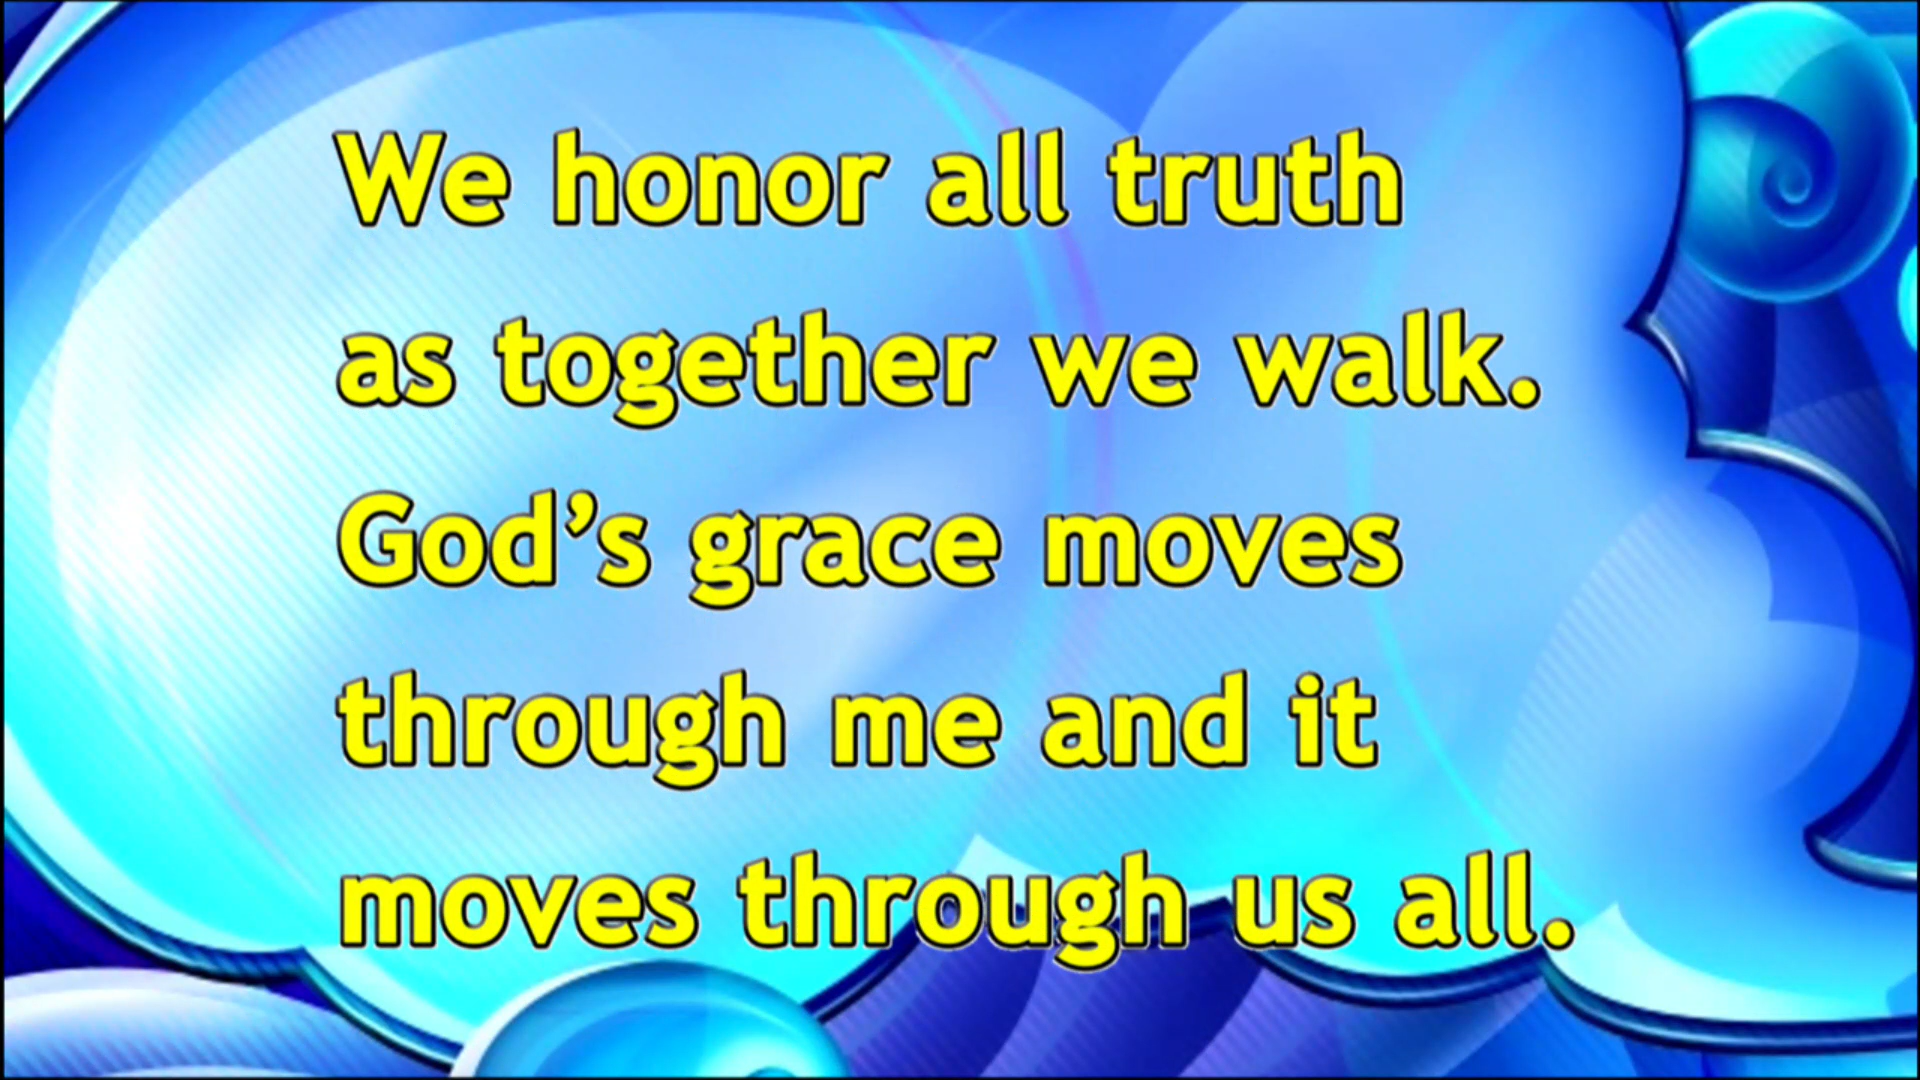 We honor all truth
as together we walk.
God’s grace moves
through me and it
moves through us all.